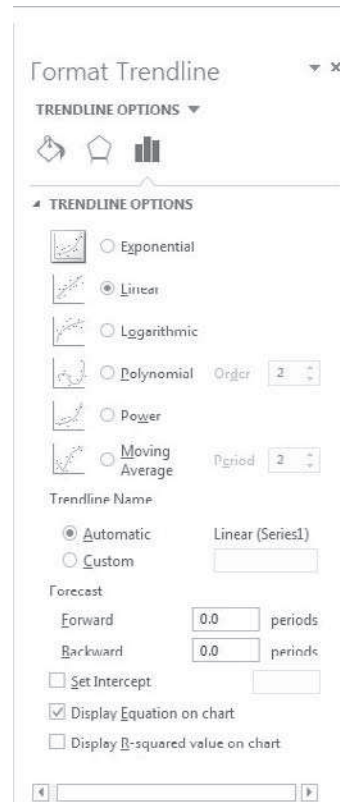 Format Trendline
TRENDLINE OPTIONS
TRENDLINE OPTIONS
Exponential
Linear
Logarithmic
Polynomial Order 2
Power
Moving Average Period 2
Trendline Name
Automatic Linear (Series1)
Custom
Forecast
Forward 0.0 periods
Backward 0.0 periods
Set Intercept
Display Equation on chart
Display R-squared value on chart